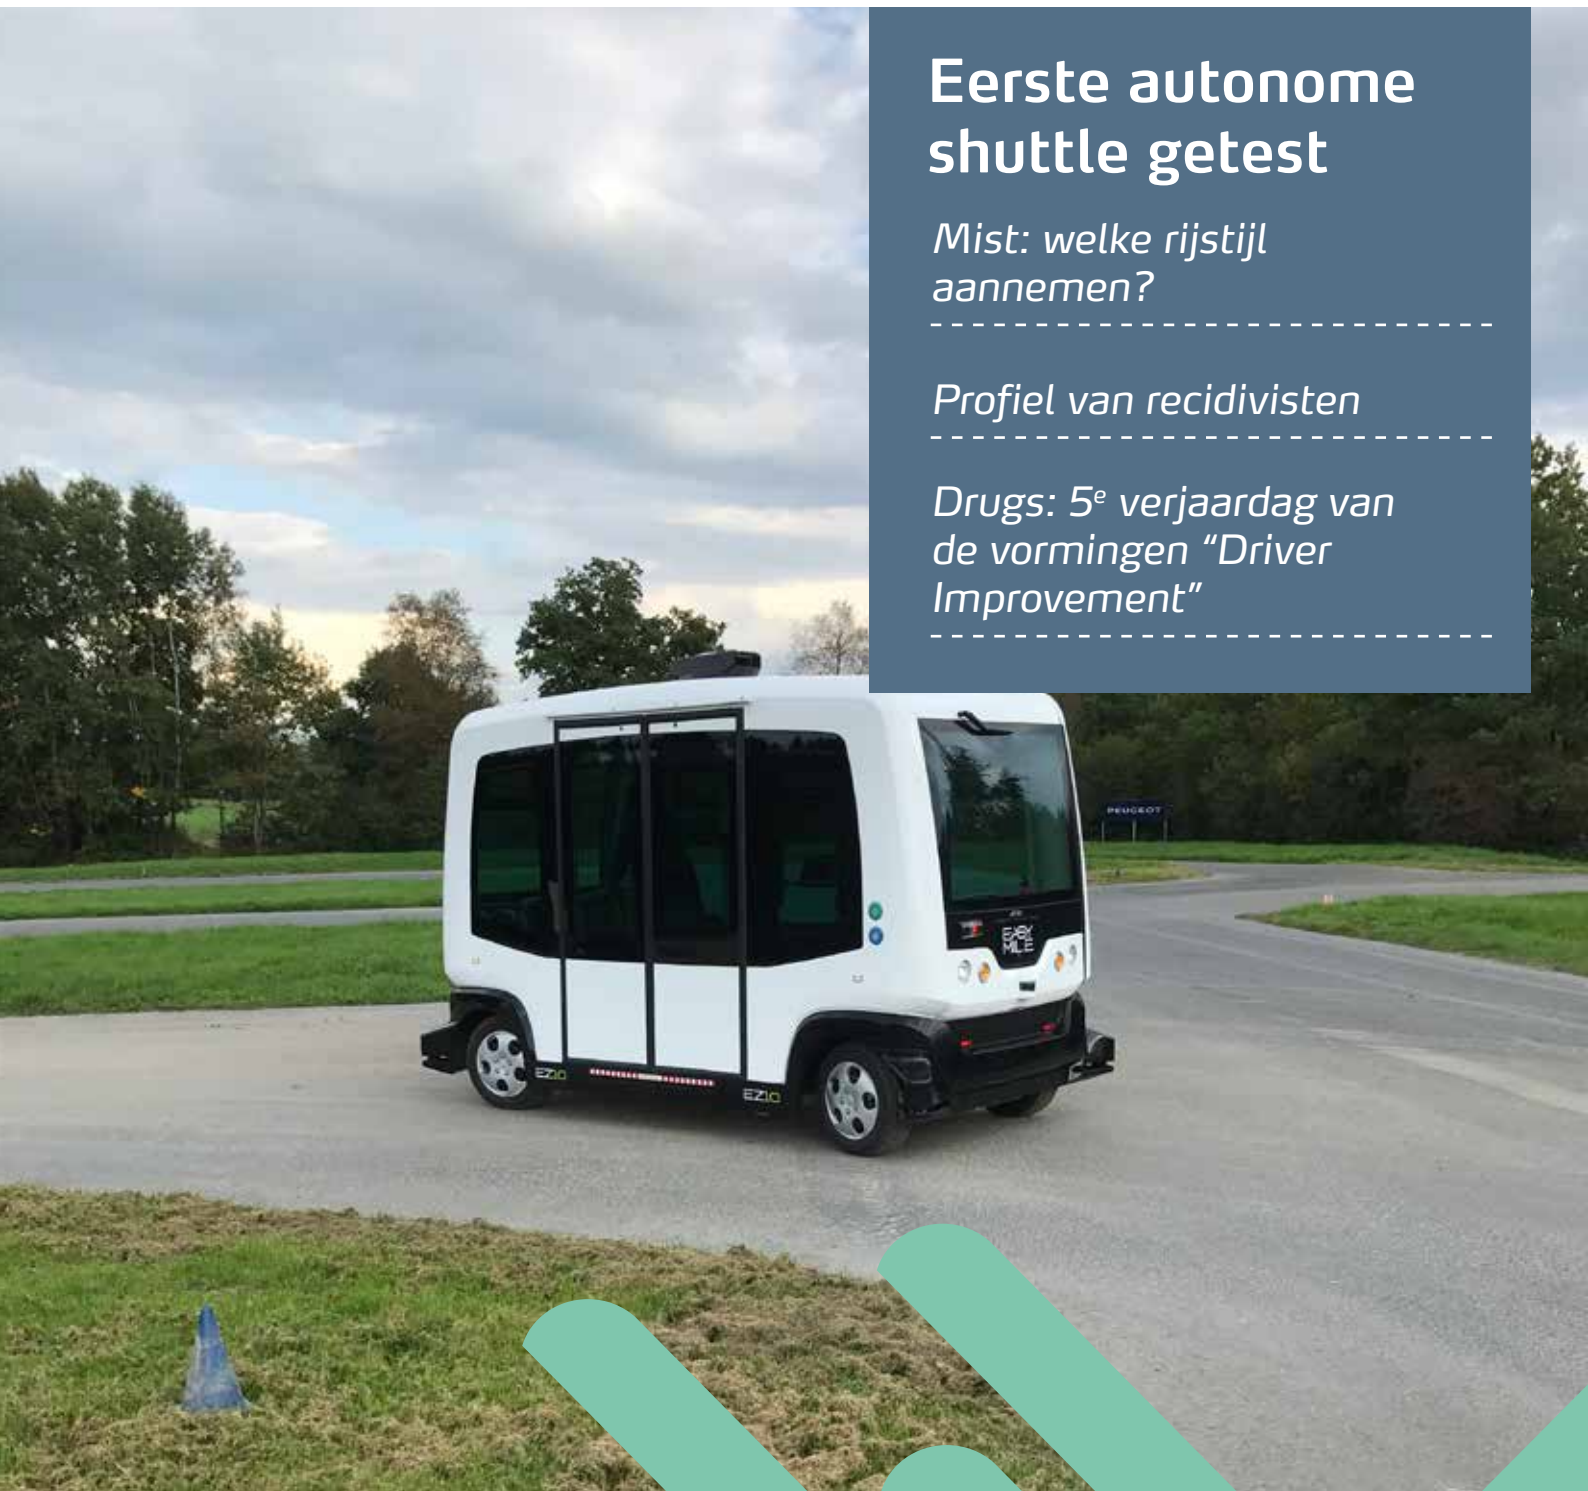 Eerste autonome
shuttle getest
Mist: welke rijstijl
aannemen?
Profiel van recidivisten
Drugs: 5e verjaardag van
de vormingen “Driver
Improvement”
PEUGEOT
EASY
MILE
EZ10
EZ10